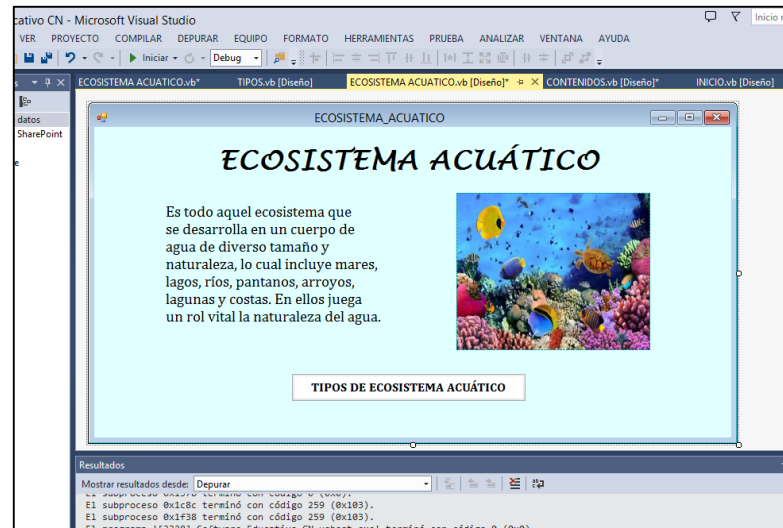 cativo CN - Microsoft Visual Studio
Inicio
VER PROYECTO COMPILAR DEPURAR EQUIPO FORMATO HERRAMIENTAS PRUEBA ANALIZAR VENTANA AYUDA
Iniciar Debug
ECOSISTEMA ACUATICO.vb* TIPOS.vb [Diseño] ECOSISTEMA ACUATICO.vb [Diseño]* CONTENIDOS.vb [Diseño]* INICIO.vb [Diseño]
datos
SharePoint
ECOSISTEMA_ACUATICO
ECOSISTEMA ACUÁTICO
Es todo aquel ecosistema que
se desarrolla en un cuerpo de
agua de diverso tamaño y
naturaleza, lo cual incluye mares,
lagos, ríos, pantanos, arroyos,
lagunas y costas. En ellos juega
un rol vital la naturaleza del agua.
TIPOS DE ECOSISTEMA ACUÁTICO
Resultados
Mostrar resultados desde: Depurar
El subproceso 0x1c8c terminó con código 259 (0x103).
El subproceso 0x1f38 terminó con código 259 (0x103).